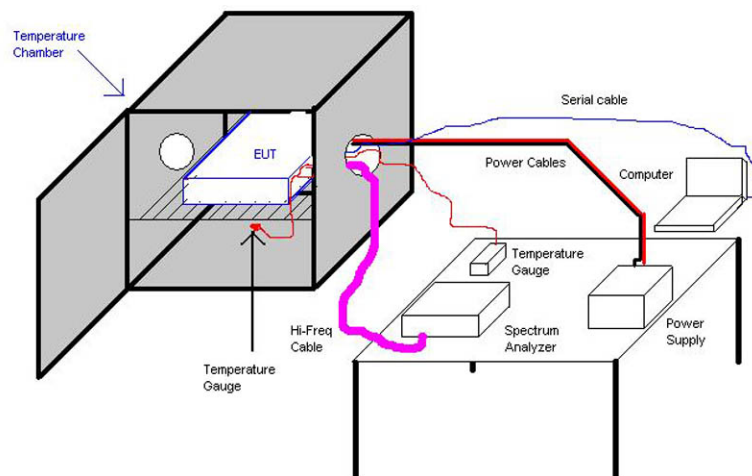 Temperature
Chamber
Serial cable
EUT
Power Cables
Computer
Temperature
Gauge
Hi-Freq
Cable
Spectrum
Analyzer
Power
Supply
Temperature
Gauge